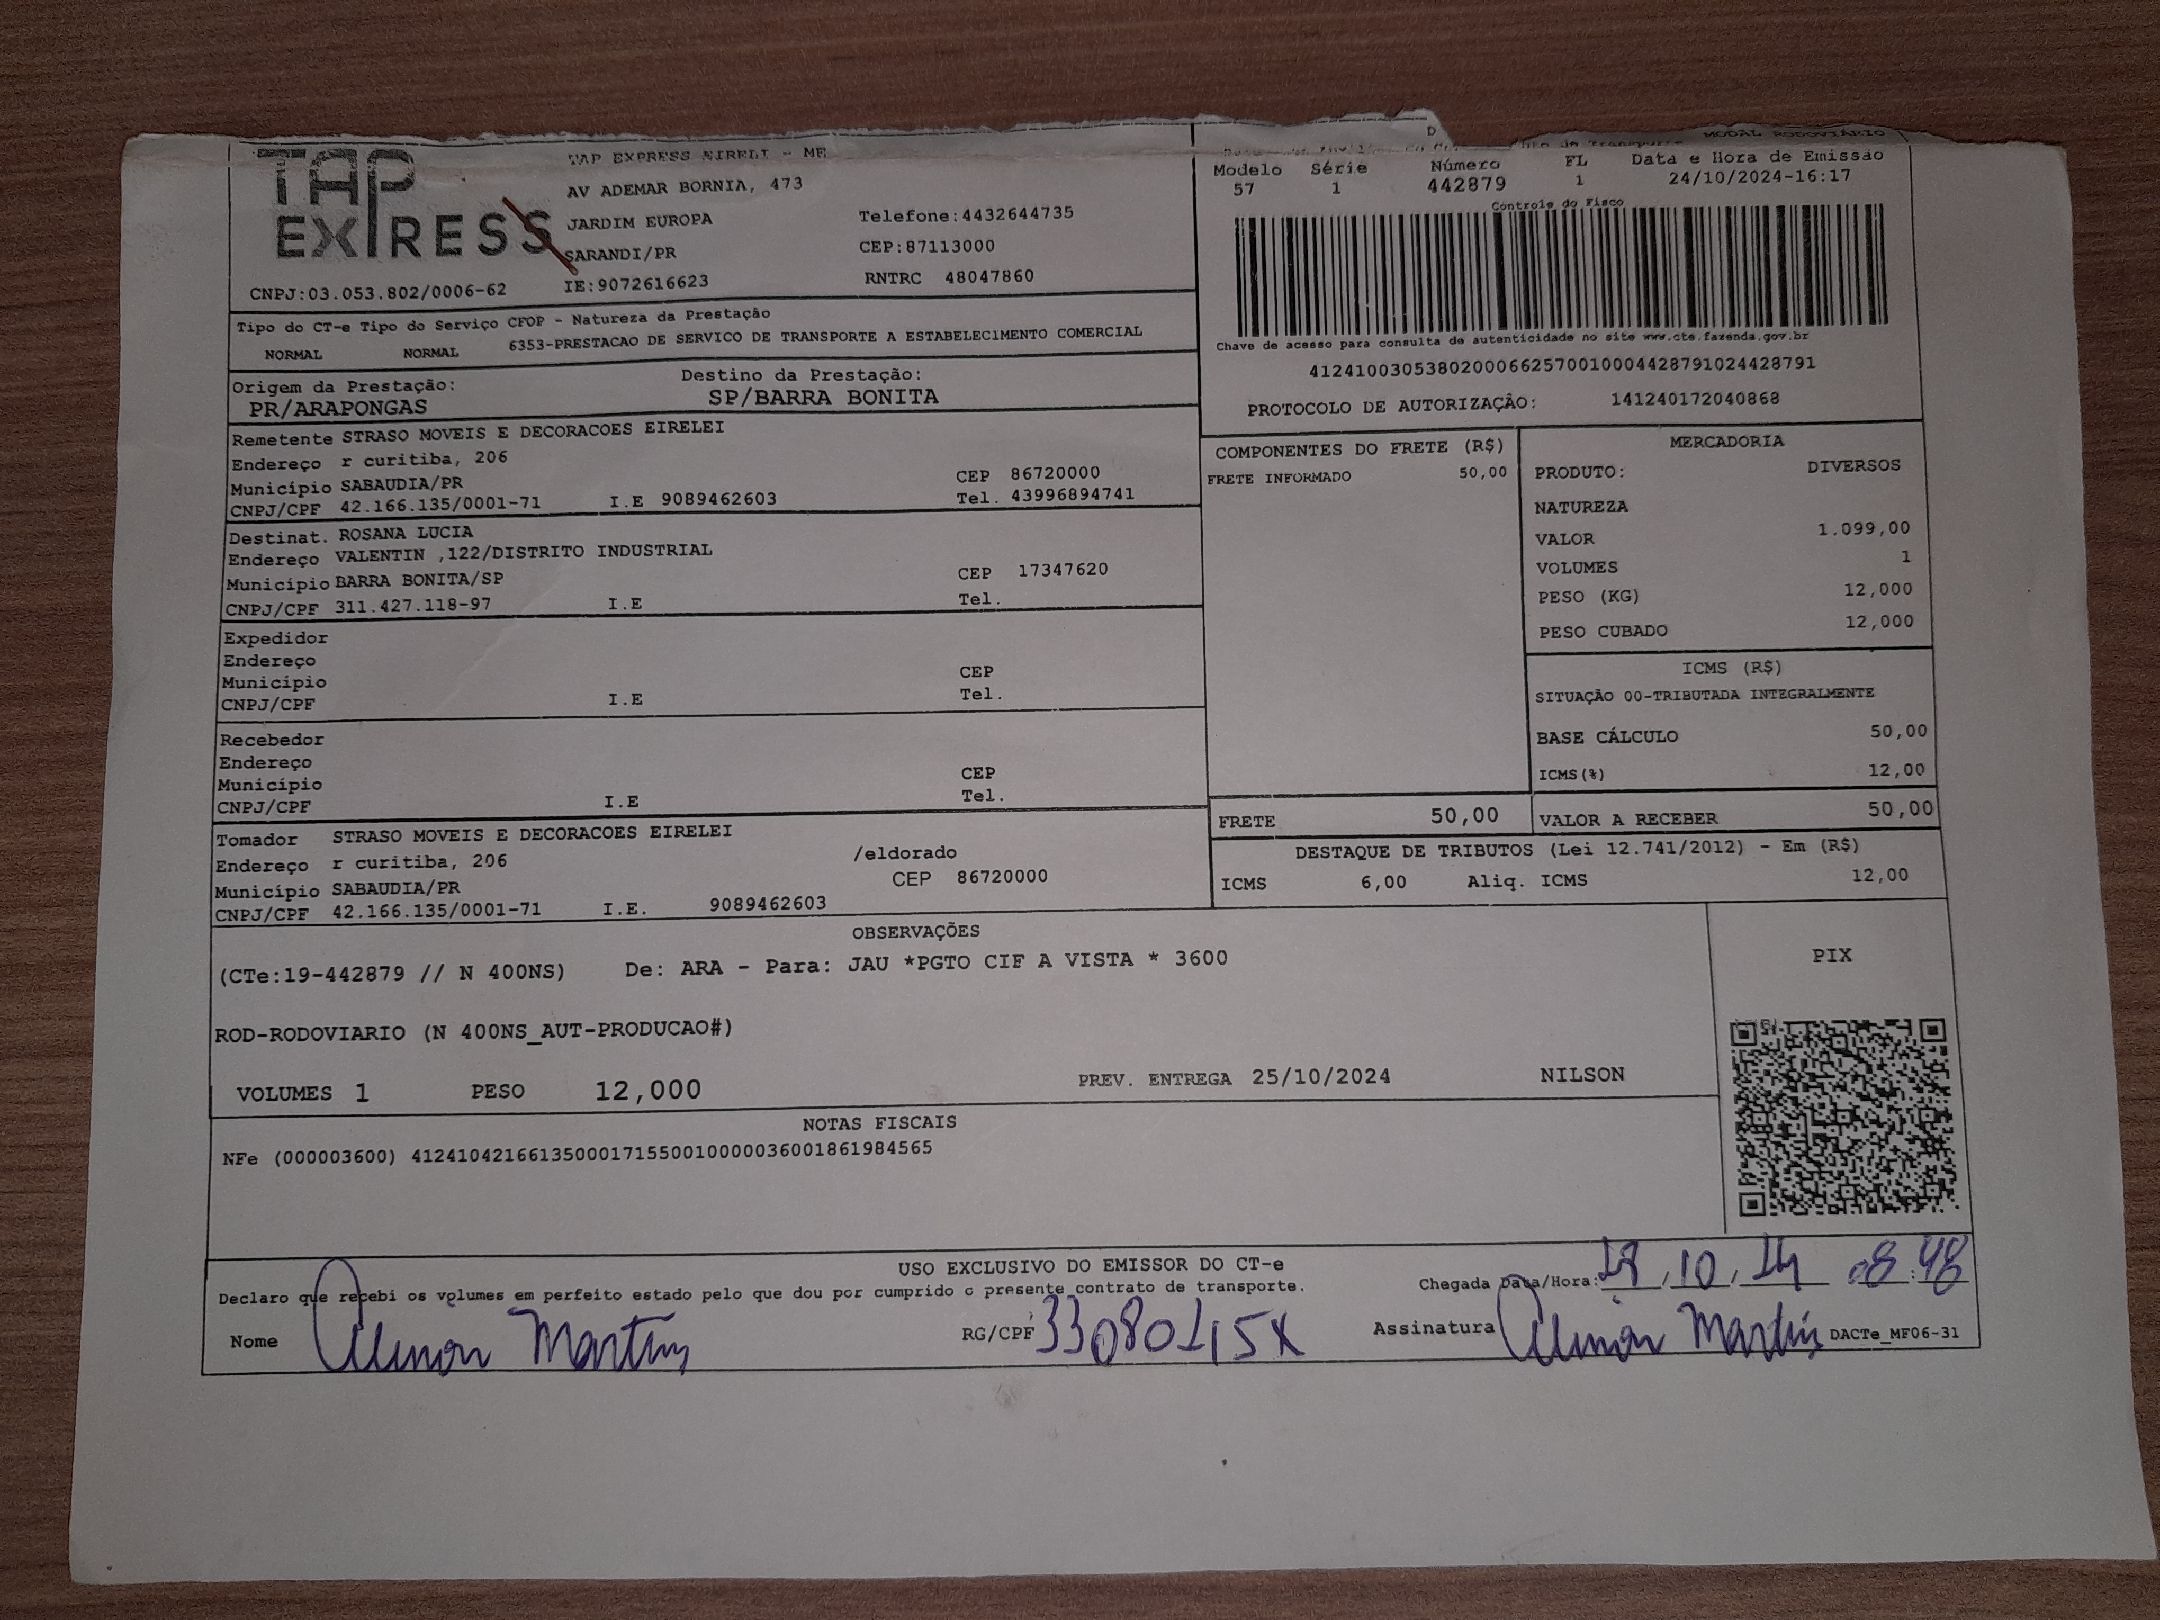 TAP
EXPRESS
TAP EXPRESS EIRELI - ME
AV ADEMAR BORNIA, 473
JARDIM EUROPA
Telefone:4432644735
SARANDI/PR
CEP:87113000
CNPJ:03.053.802/0006-62
IE:9072616623
RNTRC 48047860
MODAL RODOVIÁRIO
Modelo Série Número FL Data e Hora de Emissão
57 1 442879 1 24/10/2024-16:17
Controle do Fisco
Chave de acesso para consulta de autenticidade no site www.cte.fazenda.gov.br
41241003053802000662570010004428791024428791
PROTOCOLO DE AUTORIZAÇÃO: 141240172040868
Tipo do CT-e Tipo do Serviço CFOP - Natureza da Prestação
NORMAL NORMAL 6353-PRESTACAO DE SERVICO DE TRANSPORTE A ESTABELECIMENTO COMERCIAL
Origem da Prestação: Destino da Prestação:
PR/ARAPONGAS SP/BARRA BONITA
Remetente STRASO MOVEIS E DECORACOES EIRELEI
Endereço r curitiba, 206
Município SABAUDIA/PR CEP 86720000
CNPJ/CPF 42.166.135/0001-71 I.E 9089462603 Tel. 43996894741
Destinat. ROSANA LUCIA
Endereço VALENTIN ,122/DISTRITO INDUSTRIAL
Município BARRA BONITA/SP CEP 17347620
CNPJ/CPF 311.427.118-97 I.E Tel.
Expedidor
Endereço
Município CEP
CNPJ/CPF I.E Tel.
Recebedor
Endereço
Município CEP
CNPJ/CPF I.E Tel.
Tomador STRASO MOVEIS E DECORACOES EIRELEI
Endereço r curitiba, 206 /eldorado
Município SABAUDIA/PR CEP 86720000
CNPJ/CPF 42.166.135/0001-71 I.E. 9089462603
COMPONENTES DO FRETE (R$)
FRETE INFORMADO 50,00
MERCADORIA
PRODUTO: DIVERSOS
NATUREZA
VALOR 1.099,00
VOLUMES 1
PESO (KG) 12,000
PESO CUBADO 12,000
ICMS (R$)
SITUAÇÃO 00-TRIBUTADA INTEGRALMENTE
BASE CÁLCULO 50,00
ICMS(%) 12,00
FRETE 50,00 VALOR A RECEBER 50,00
DESTAQUE DE TRIBUTOS (Lei 12.741/2012) - Em (R$)
ICMS 6,00 Aliq. ICMS 12,00
OBSERVAÇÕES
(CTe:19-442879 // N 400NS) De: ARA - Para: JAU *PGTO CIF A VISTA * 3600
ROD-RODOVIARIO (N 400NS_AUT-PRODUCAO#)
VOLUMES 1 PESO 12,000 PREV. ENTREGA 25/10/2024 NILSON
PIX
NOTAS FISCAIS
NFe (000003600) 41241042166135000171550010000036001861984565
USO EXCLUSIVO DO EMISSOR DO CT-e
Declaro que recebi os volumes em perfeito estado pelo que dou por cumprido o presente contrato de transporte.
Chegada Data/Hora: 10 08:48
Nome Martins RG/CPF 33080115X Assinatura Martins DACTe_MF06-31